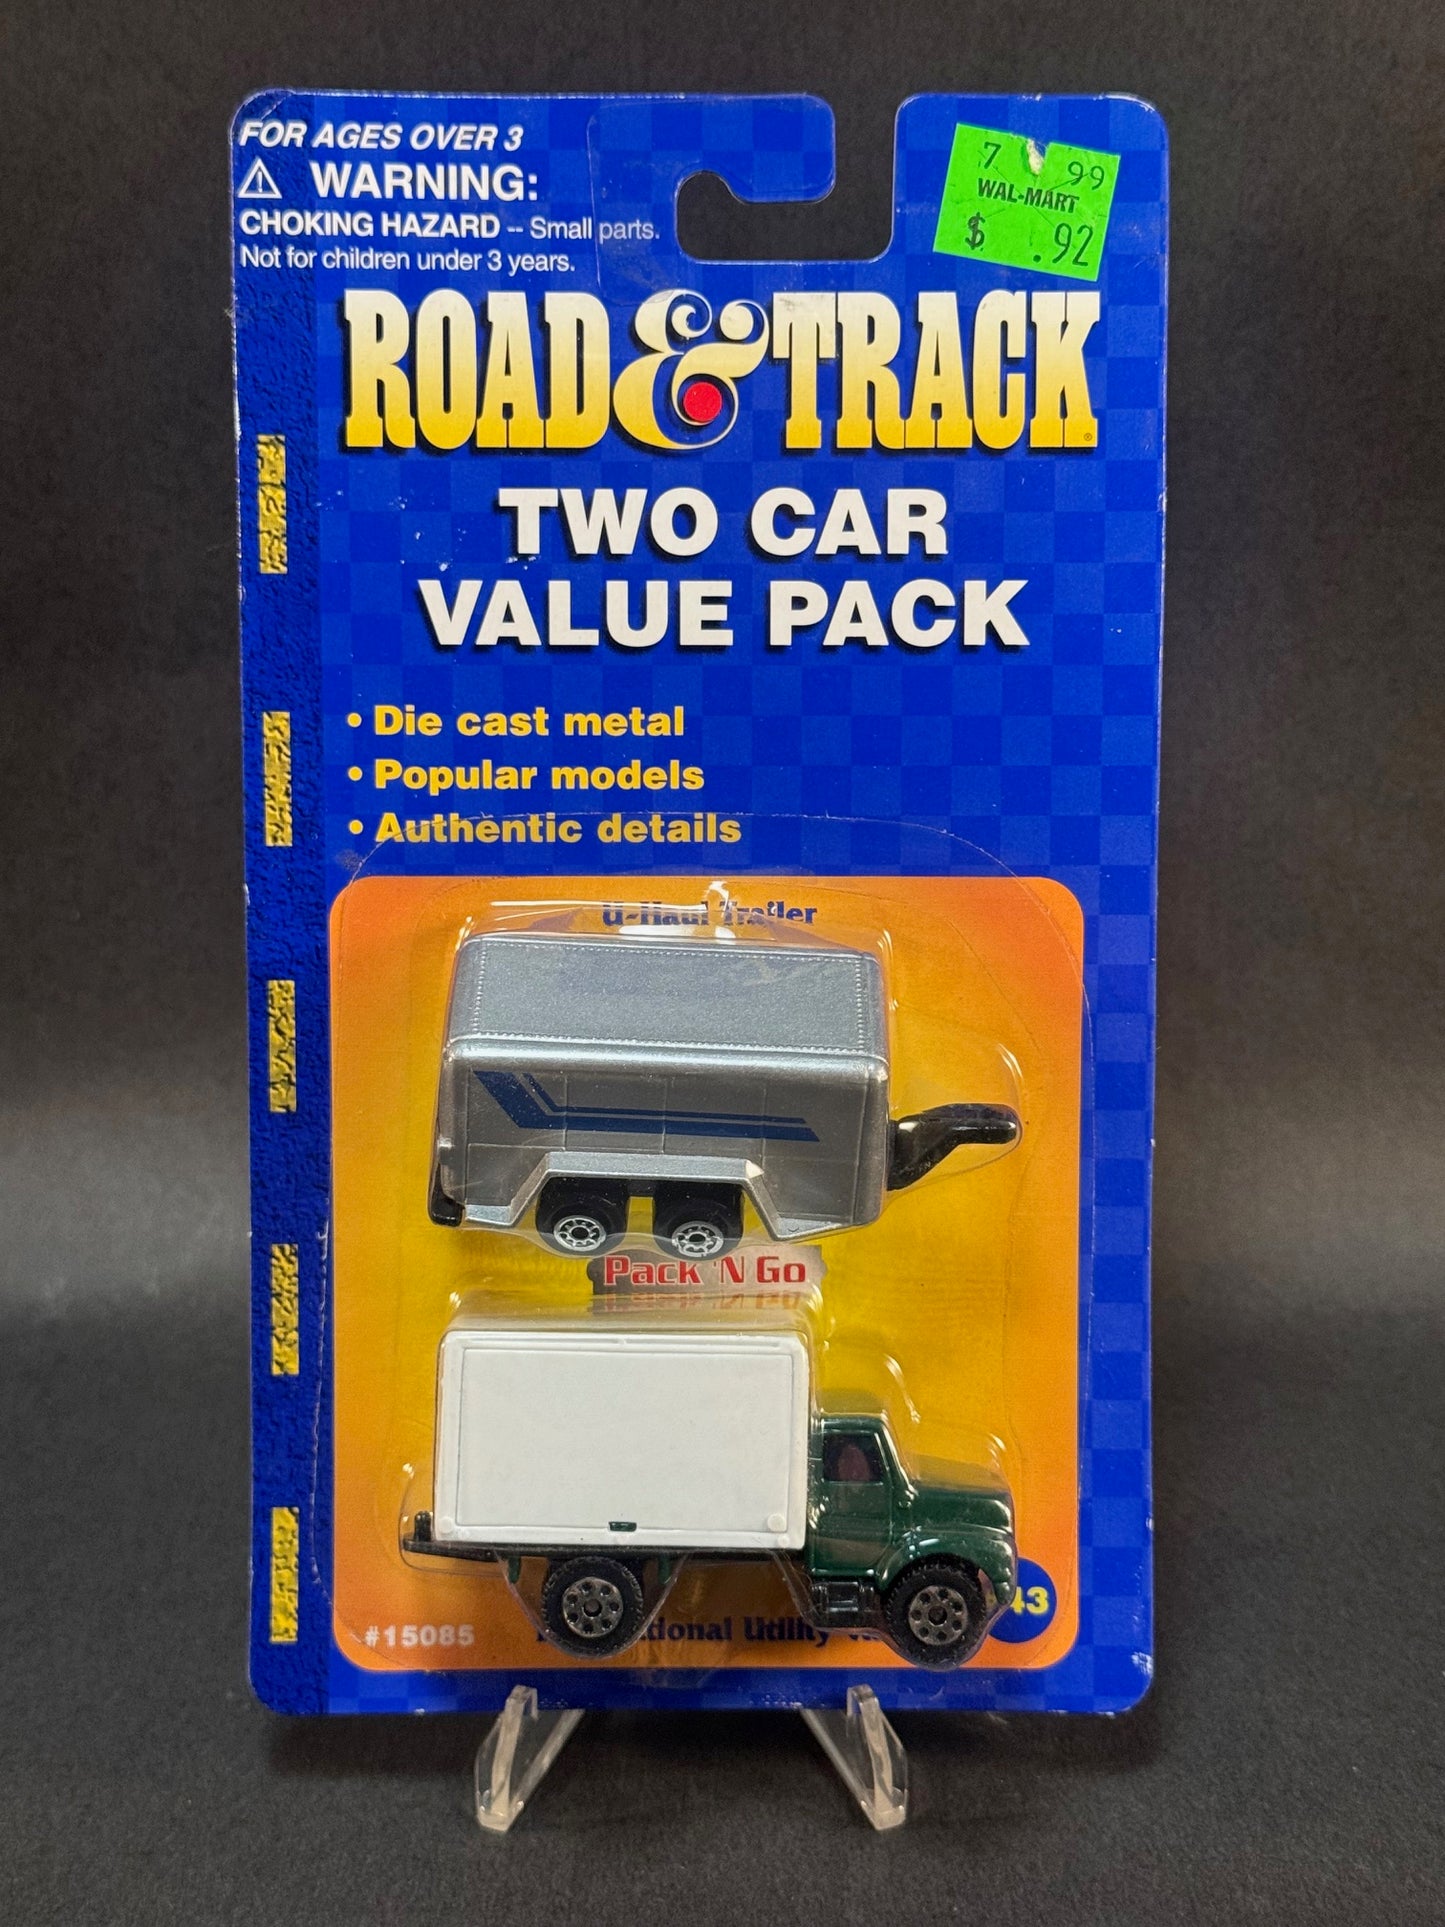 FOR AGES OVER 3
⚠ WARNING:
CHOKING HAZARD -- Small parts.
Not for children under 3 years.
7 99
WAL-MART
$ .92
ROAD & TRACK®
TWO CAR
VALUE PACK
• Die cast metal
• Popular models
• Authentic details
U-Haul Trailer
Pack 'N Go
43
#15085
Utility